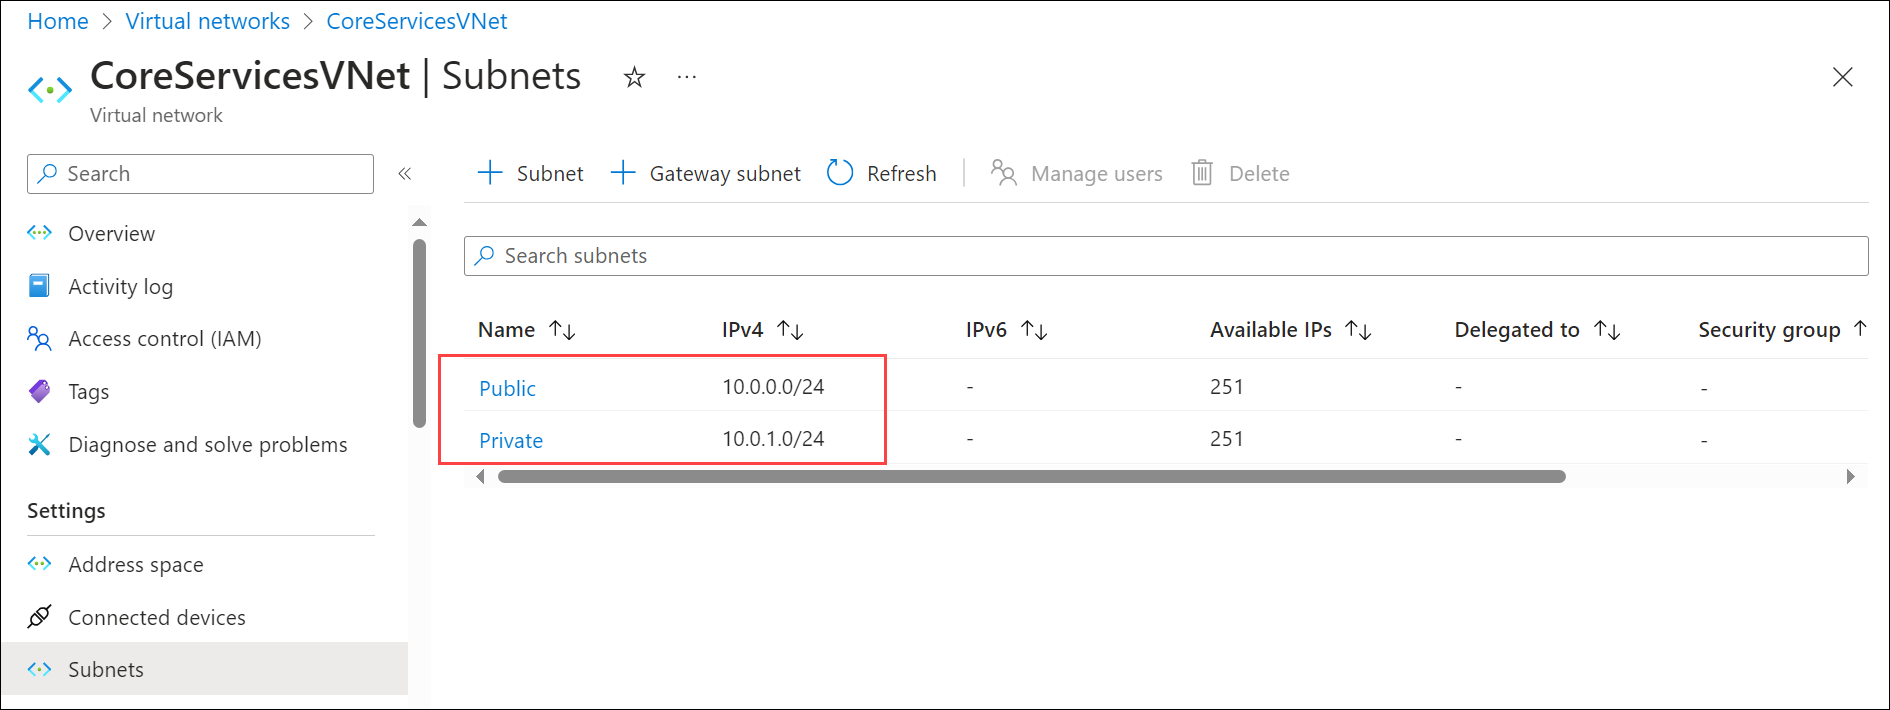 Home > Virtual networks > CoreServicesVNet
CoreServicesVNet | Subnets ☆ ···
Virtual network
Search «
Overview
Activity log
Access control (IAM)
Tags
Diagnose and solve problems
Settings
Address space
Connected devices
Subnets
+ Subnet + Gateway subnet Refresh | Manage users Delete
Search subnets
Name ↑↓ IPv4 ↑↓ IPv6 ↑↓ Available IPs ↑↓ Delegated to ↑↓ Security group ↑
Public 10.0.0.0/24 - 251 - -
Private 10.0.1.0/24 - 251 - -